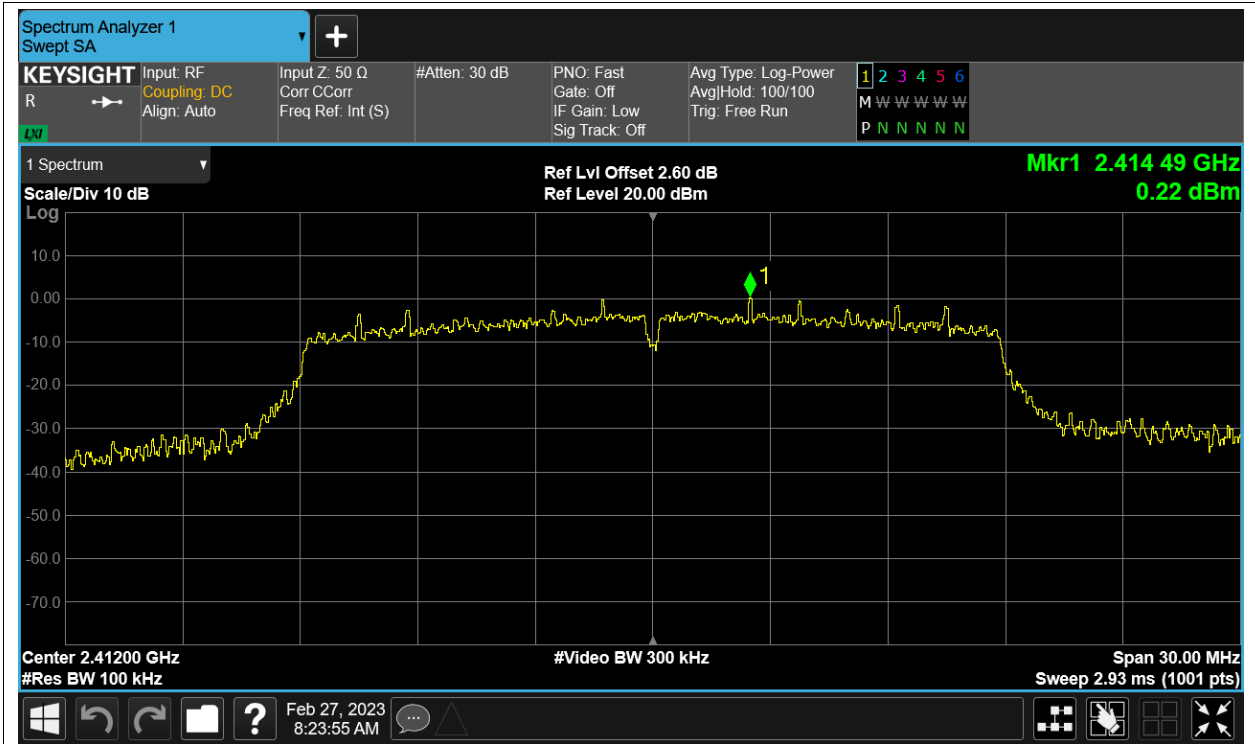 Spectrum Analyzer 1
Swept SA
KEYSIGHT
R
LXI
Input: RF
Coupling: DC
Align: Auto
Input Z: 50 Ω
Corr CCorr
Freq Ref: Int (S)
#Atten: 30 dB
PNO: Fast
Gate: Off
IF Gain: Low
Sig Track: Off
Avg Type: Log-Power
Avg|Hold: 100/100
Trig: Free Run
1 2 3 4 5 6
M W W W W W
P N N N N N
1 Spectrum
Scale/Div 10 dB
Log
Ref Lvl Offset 2.60 dB
Ref Level 20.00 dBm
Mkr1 2.414 49 GHz
0.22 dBm
1
10.0
0.00
-10.0
-20.0
-30.0
-40.0
-50.0
-60.0
-70.0
Center 2.41200 GHz
#Res BW 100 kHz
#Video BW 300 kHz
Span 30.00 MHz
Sweep 2.93 ms (1001 pts)
?
Feb 27, 2023
8:23:55 AM